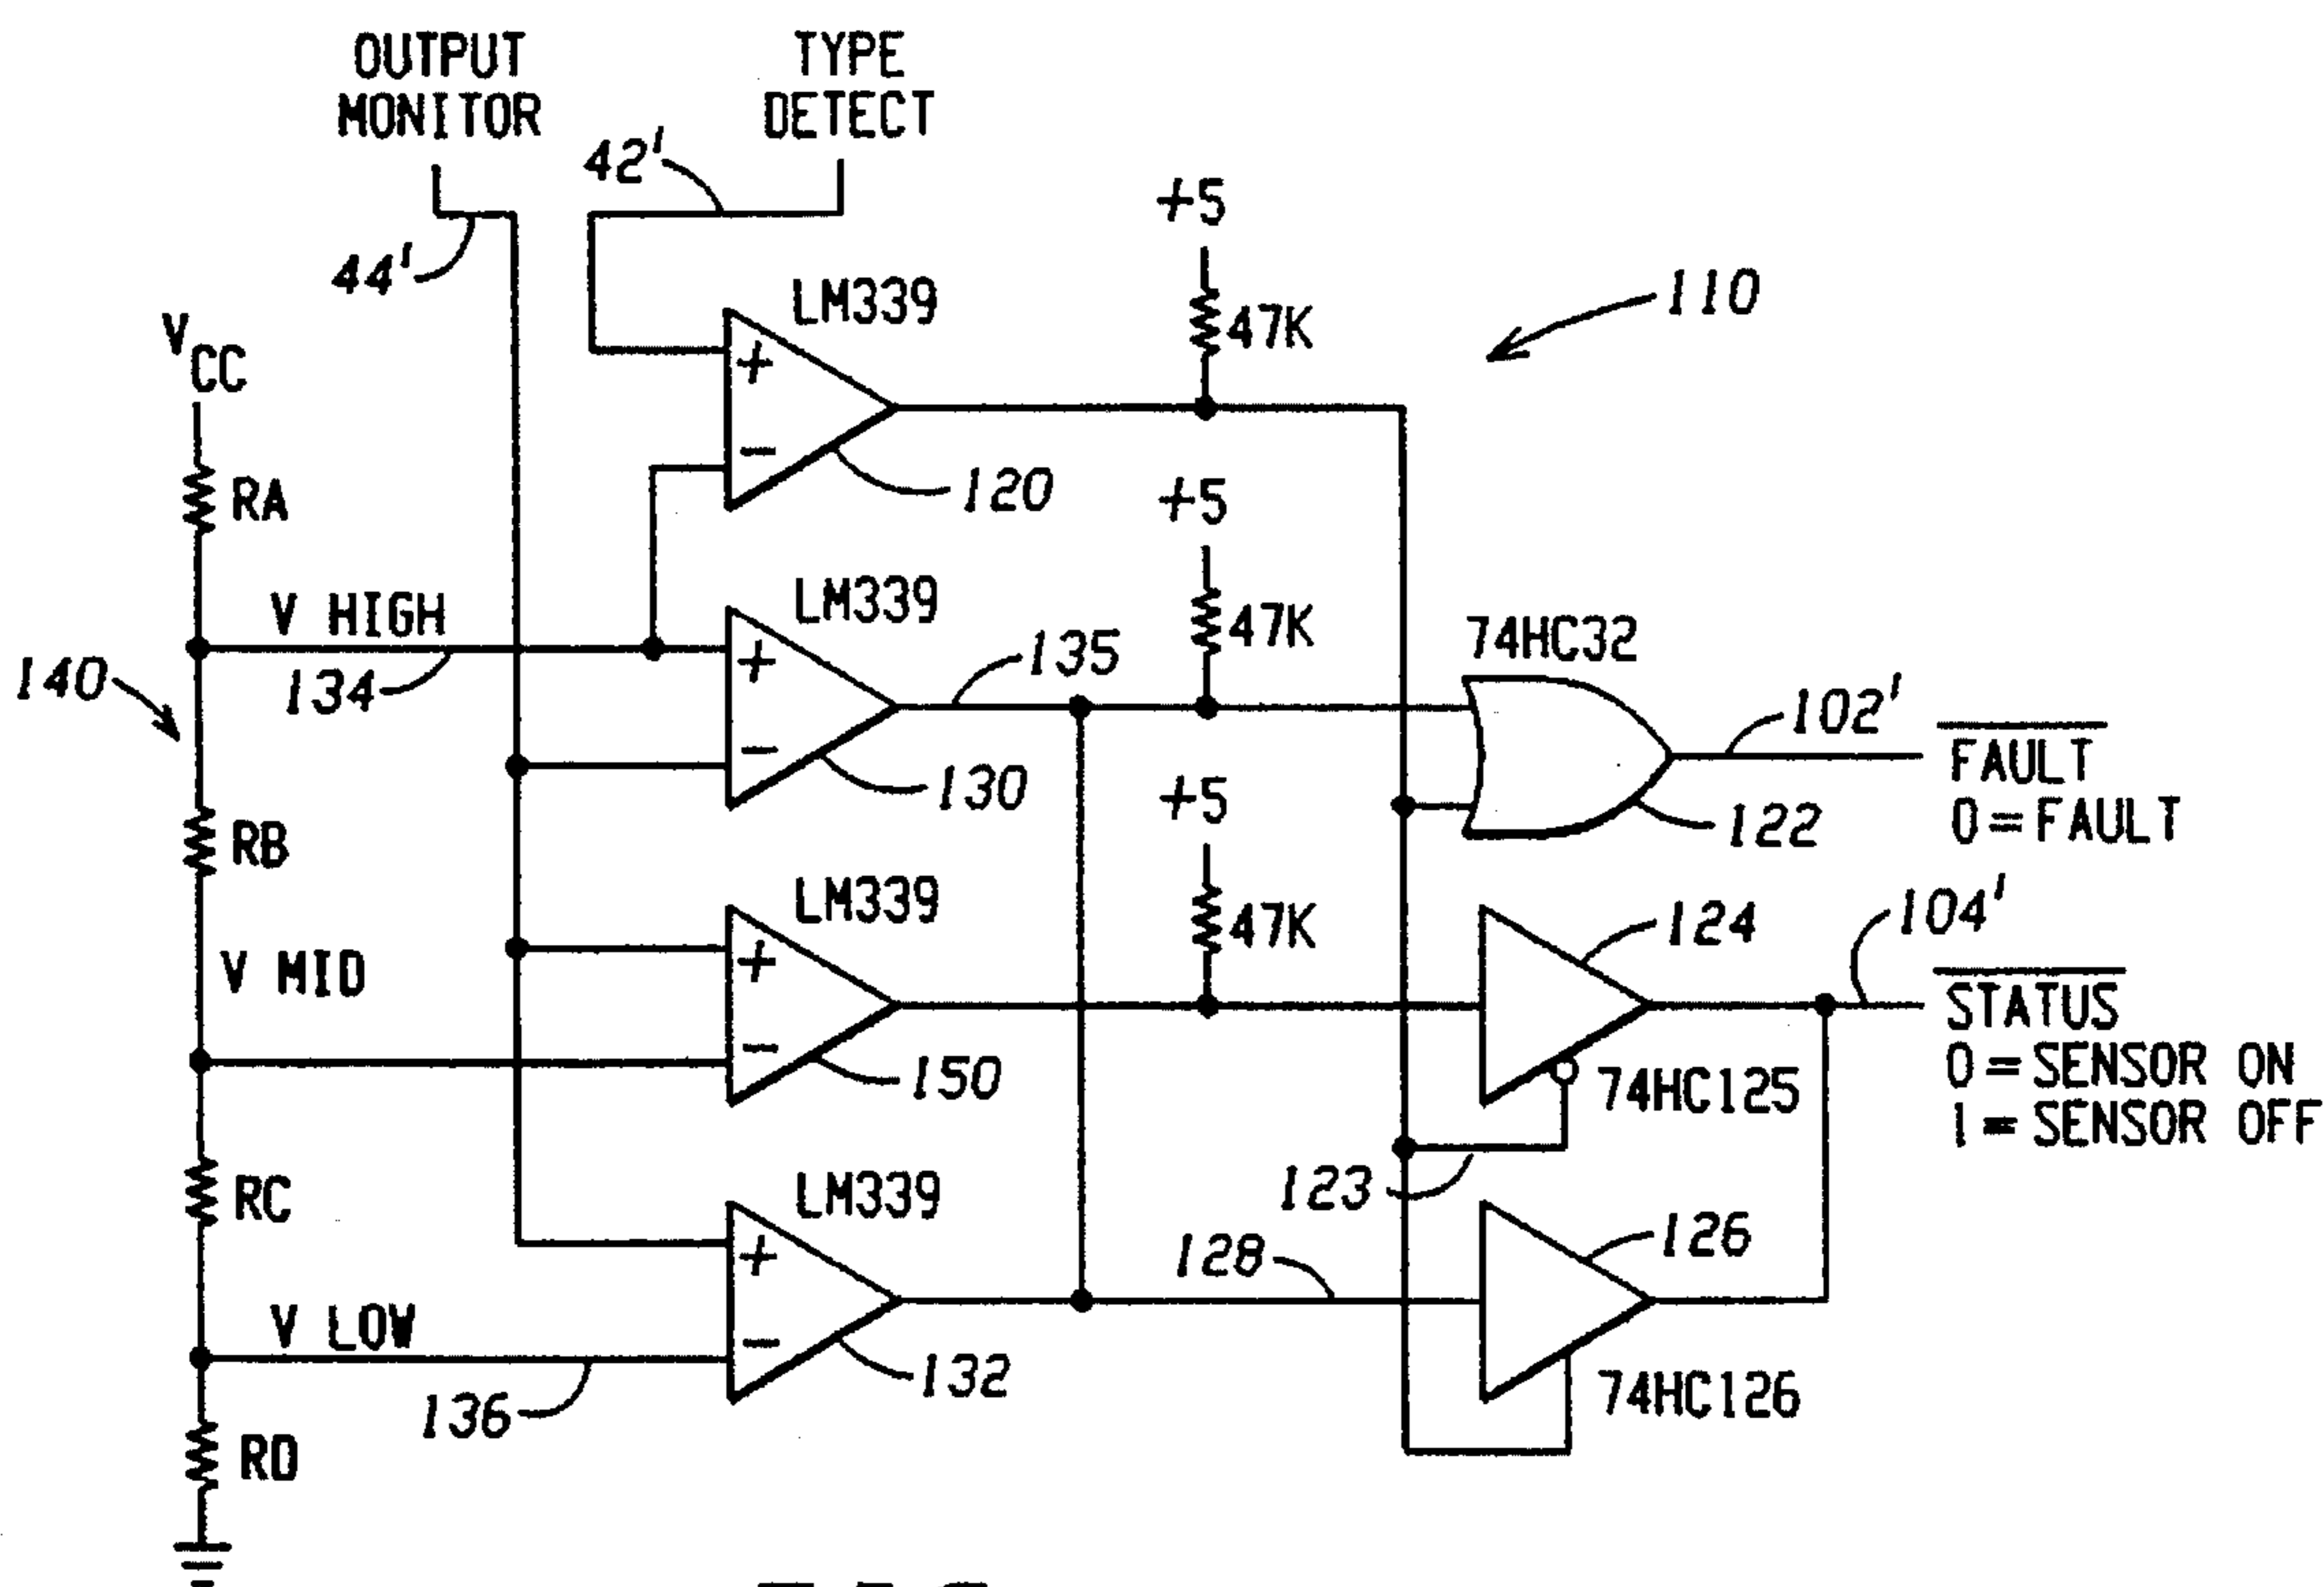 OUTPUT
MONITOR
TYPE
DETECT
42'
44'
+5
47K
110
LM339
VCC
+
-
120
RA
+5
47K
LM339
V HIGH
134
135
+
-
130
140
74HC32
102'
FAULT
0=FAULT
122
RB
+5
47K
LM339
V MID
+
-
150
124
104'
STATUS
0=SENSOR ON
1=SENSOR OFF
74HC125
123
RC
LM339
128
126
V LOW
+
-
132
136
74HC126
RD